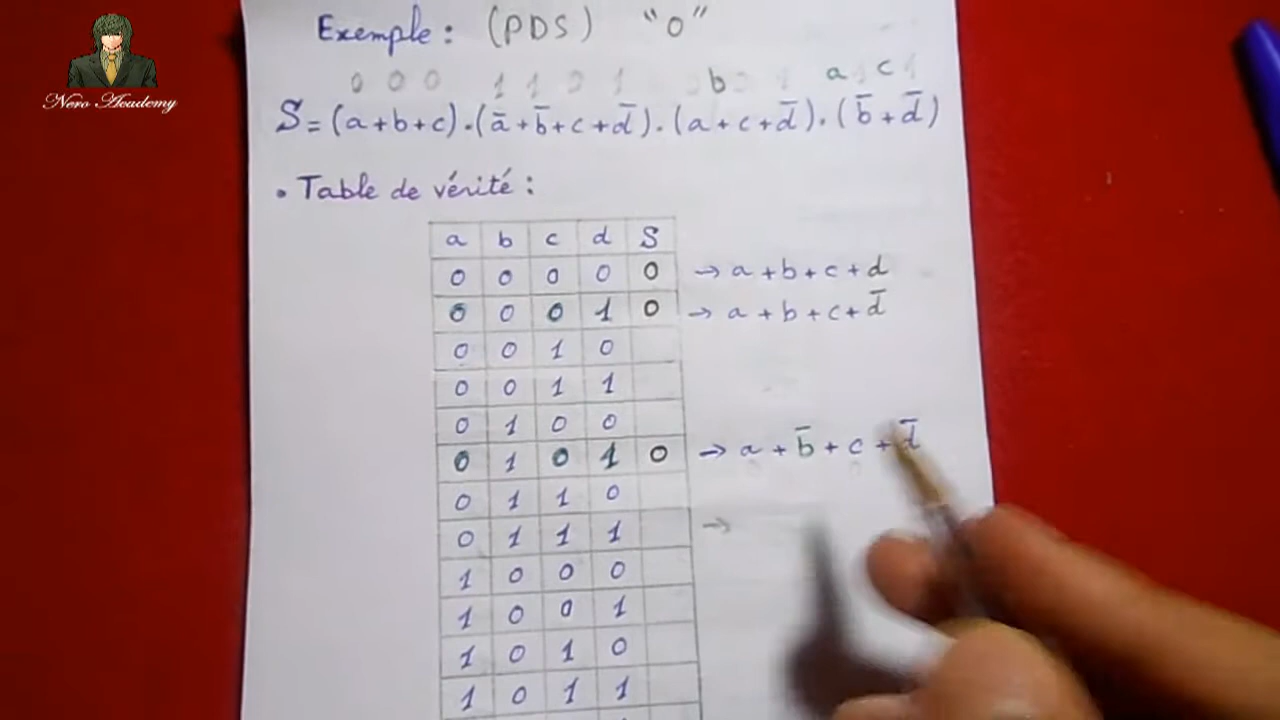 Nero Academy
Exemple : (PDS) "0"
0 0 0 1 1 0 1 b a c
S = (a+b+c).(a̅+b̅+c+d̅).(a+c+d̅).(b̅+d̅)
• Table de vérité :
a b c d S
0 0 0 0 0 → a+b+c+d
0 0 0 1 0 → a+b+c+d̅
0 0 1 0
0 0 1 1
0 1 0 0
0 1 0 1 0 → a+b̅+c+d̅
0 1 1 0
0 1 1 1 →
1 0 0 0
1 0 0 1
1 0 1 0
1 0 1 1